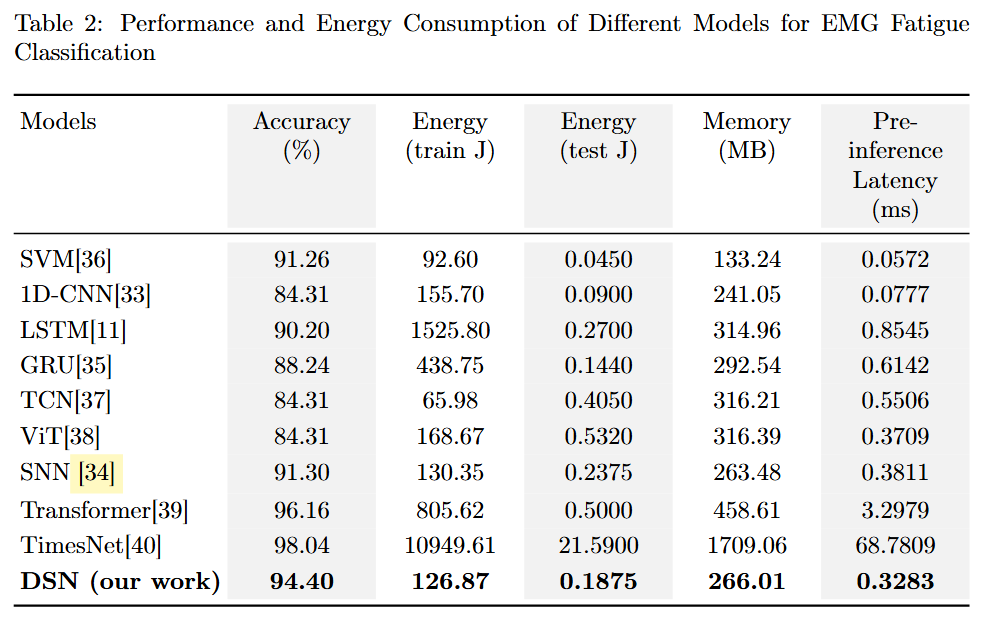 Table 2: Performance and Energy Consumption of Different Models for EMG Fatigue
Classification
Models Accuracy (%) Energy (train J) Energy (test J) Memory (MB) Pre-inference Latency (ms)
SVM[36] 91.26 92.60 0.0450 133.24 0.0572
1D-CNN[33] 84.31 155.70 0.0900 241.05 0.0777
LSTM[11] 90.20 1525.80 0.2700 314.96 0.8545
GRU[35] 88.24 438.75 0.1440 292.54 0.6142
TCN[37] 84.31 65.98 0.4050 316.21 0.5506
ViT[38] 84.31 168.67 0.5320 316.39 0.3709
SNN [34] 91.30 130.35 0.2375 263.48 0.3811
Transformer[39] 96.16 805.62 0.5000 458.61 3.2979
TimesNet[40] 98.04 10949.61 21.5900 1709.06 68.7809
DSN (our work) 94.40 126.87 0.1875 266.01 0.3283